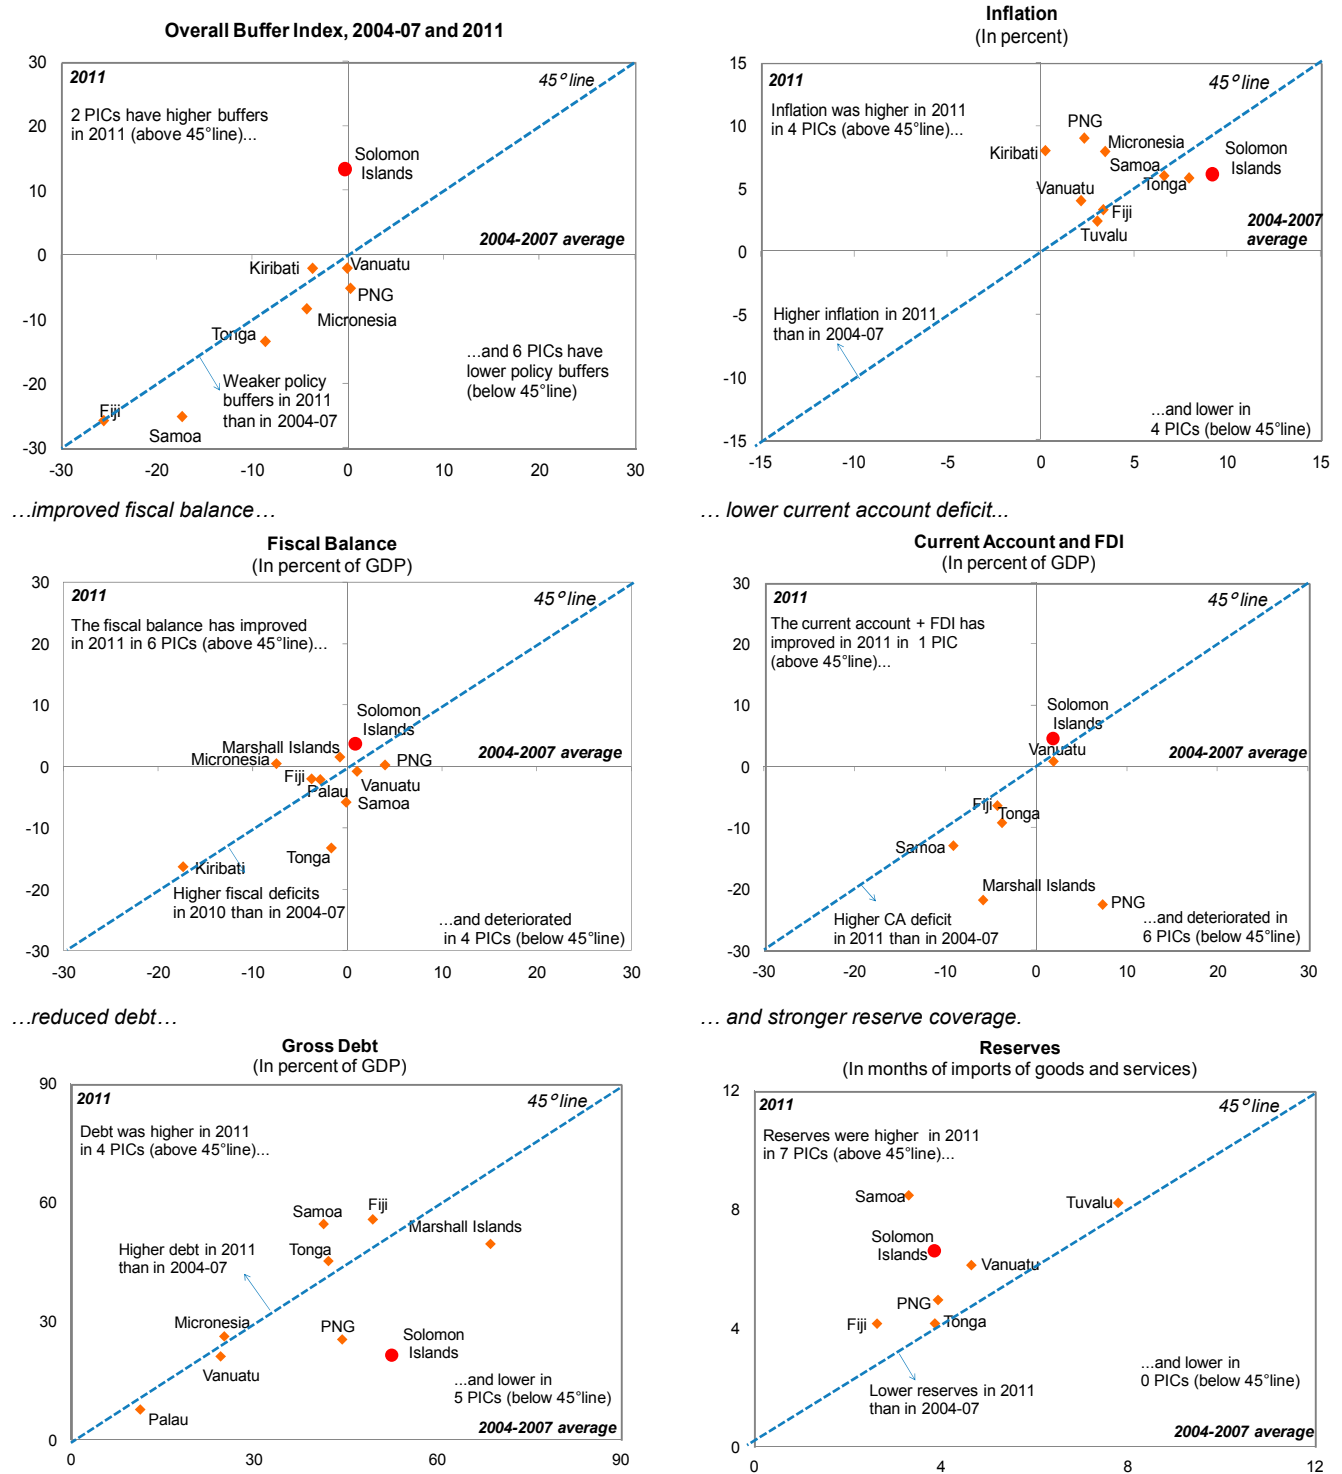 Overall Buffer Index, 2004-07 and 2011
30
20
10
0
-10
-20
-30
2011
45° line
2 PICs have higher buffers
in 2011 (above 45°line)...
Solomon
Islands
2004-2007 average
Kiribati
Vanuatu
PNG
Micronesia
Tonga
...and 6 PICs have
lower policy buffers
(below 45°line)
Weaker policy
buffers in 2011
than in 2004-07
Fiji
Samoa
-30
-20
-10
0
10
20
30
Inflation
(In percent)
15
10
5
0
-5
-10
-15
2011
45° line
Inflation was higher in 2011
in 4 PICs (above 45°line)...
PNG
Kiribati
Micronesia
Samoa
Solomon
Islands
Vanuatu
Tonga
Fiji
Tuvalu
2004-2007
average
Higher inflation in 2011
than in 2004-07
...and lower in
4 PICs (below 45°line)
-15
-10
-5
0
5
10
15
…improved fiscal balance…
Fiscal Balance
(In percent of GDP)
30
20
10
0
-10
-20
-30
2011
45° line
The fiscal balance has improved
in 2011 in 6 PICs (above 45°line)...
Solomon
Islands
Marshall Islands
Micronesia
2004-2007 average
PNG
Fiji
Palau
Vanuatu
Samoa
Tonga
Kiribati
Higher fiscal deficits
in 2010 than in 2004-07
...and deteriorated
in 4 PICs (below 45°line)
-30
-20
-10
0
10
20
30
… lower current account deficit...
Current Account and FDI
(In percent of GDP)
30
20
10
0
-10
-20
-30
2011
45° line
The current account + FDI has
improved in 2011 in 1 PIC
(above 45°line)...
Solomon
Islands
Vanuatu
2004-2007 average
Fiji
Tonga
Samoa
Marshall Islands
PNG
Higher CA deficit
in 2011 than in 2004-07
...and deteriorated in
6 PICs (below 45°line)
-30
-20
-10
0
10
20
30
…reduced debt…
Gross Debt
(In percent of GDP)
90
60
30
0
2011
45° line
Debt was higher in 2011
in 4 PICs (above 45°line)...
Samoa
Fiji
Marshall Islands
Tonga
Higher debt in 2011
than in 2004-07
Micronesia
PNG
Solomon
Islands
Vanuatu
Palau
...and lower in
5 PICs (below 45°line)
2004-2007 average
0
30
60
90
… and stronger reserve coverage.
Reserves
(In months of imports of goods and services)
12
8
4
0
2011
45° line
Reserves were higher in 2011
in 7 PICs (above 45°line)...
Samoa
Tuvalu
Solomon
Islands
Vanuatu
PNG
Fiji
Tonga
Lower reserves in 2011
than in 2004-07
...and lower in
0 PICs (below 45°line)
2004-2007 average
0
4
8
12